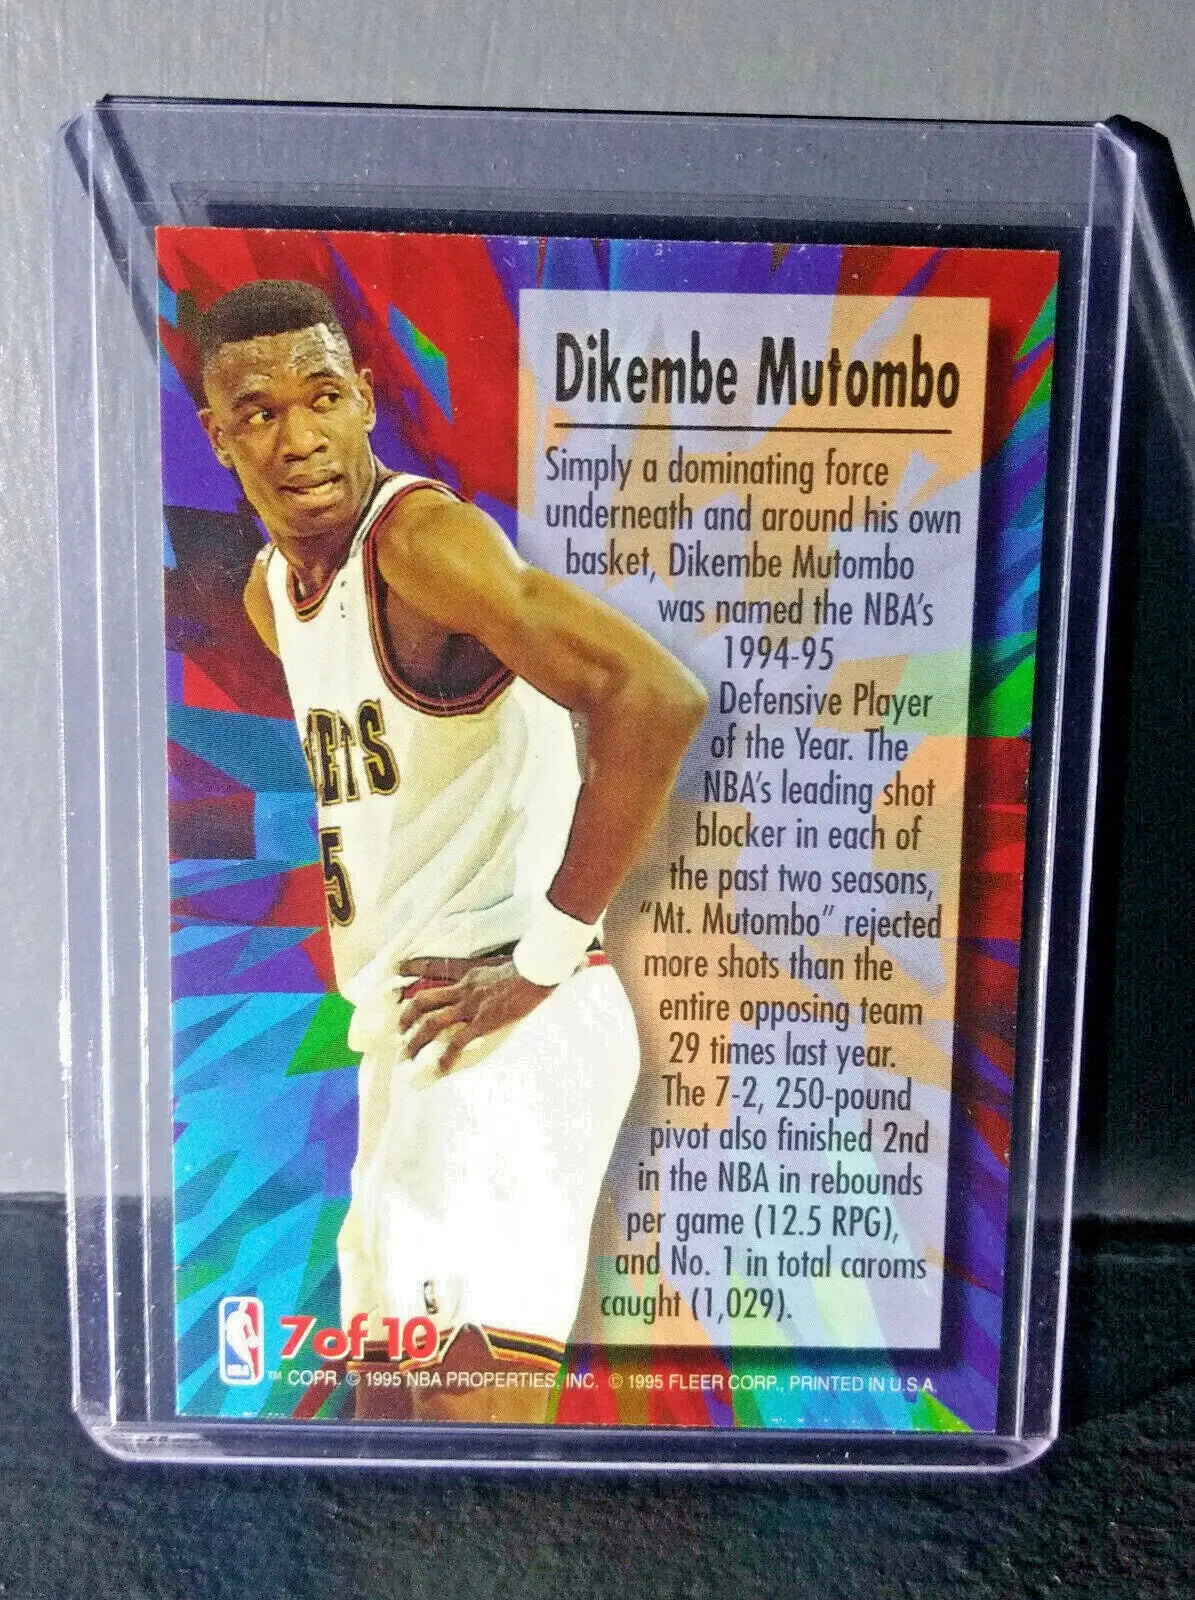 Dikembe Mutombo
Simply a dominating force
underneath and around his own
basket, Dikembe Mutombo
was named the NBA's
1994-95
Defensive Player
of the Year. The
NBA's leading shot
blocker in each of
the past two seasons,
"Mt. Mutombo" rejected
more shots than the
entire opposing team
29 times last year.
The 7-2, 250-pound
pivot also finished 2nd
in the NBA in rebounds
per game (12.5 RPG),
and No. 1 in total caroms
caught (1,029).
ETS
5
NBA
7 of 10
™ COPR. © 1995 NBA PROPERTIES, INC. © 1995 FLEER CORP., PRINTED IN U.S.A.